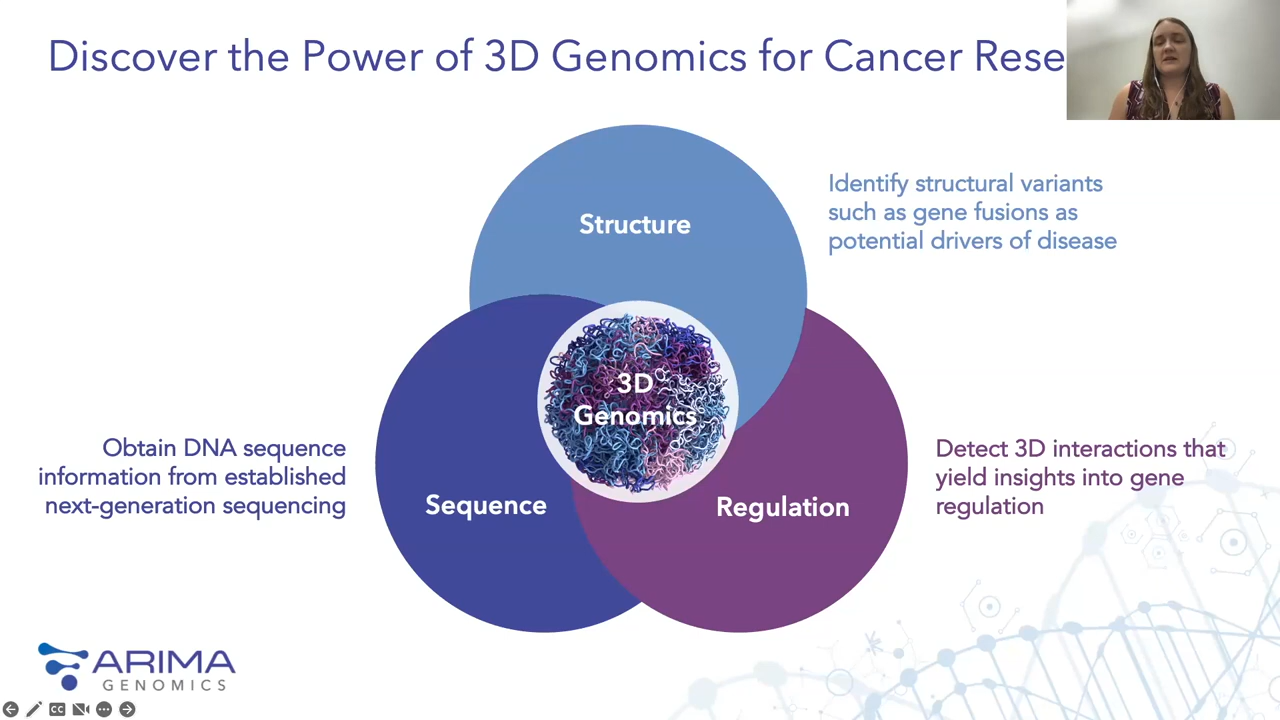 Discover the Power of 3D Genomics for Cancer Rese
Structure
Identify structural variants
such as gene fusions as
potential drivers of disease
3D
Genomics
Obtain DNA sequence
information from established
next-generation sequencing
Sequence
Regulation
Detect 3D interactions that
yield insights into gene
regulation
ARIMA
GENOMICS
CC